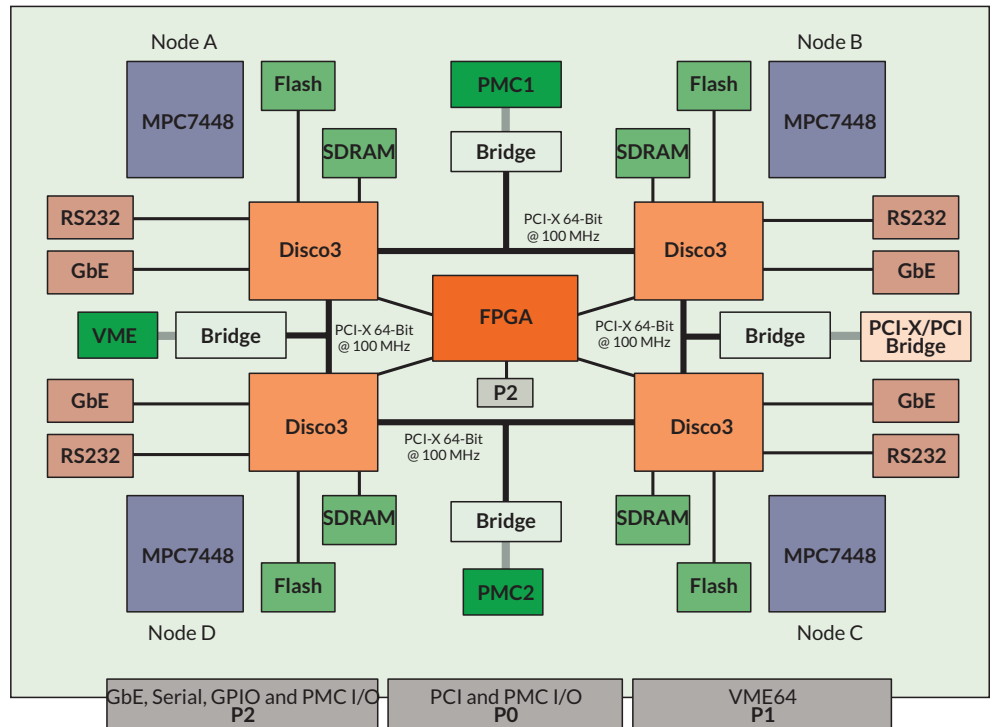 Node A
Node B
Flash
PMC1
Flash
MPC7448
MPC7448
SDRAM
Bridge
SDRAM
RS232
PCI-X 64-Bit
@ 100 MHz
RS232
Disco3
Disco3
GbE
GbE
FPGA
VME
Bridge
PCI-X 64-Bit
@ 100 MHz
PCI-X 64-Bit
@ 100 MHz
Bridge
PCI-X/PCI
Bridge
P2
GbE
GbE
Disco3
Disco3
PCI-X 64-Bit
@ 100 MHz
RS232
RS232
SDRAM
Bridge
SDRAM
MPC7448
MPC7448
Flash
PMC2
Flash
Node D
Node C
GbE, Serial, GPIO and PMC I/O
P2
PCI and PMC I/O
P0
VME64
P1